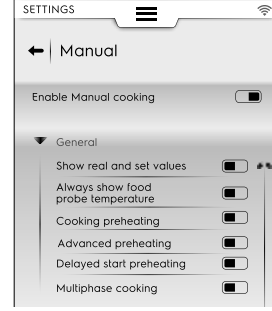 SETTINGS
Manual
Enable Manual cooking
General
Show real and set values
Always show food
probe temperature
Cooking preheating
Advanced preheating
Delayed start preheating
Multiphase cooking